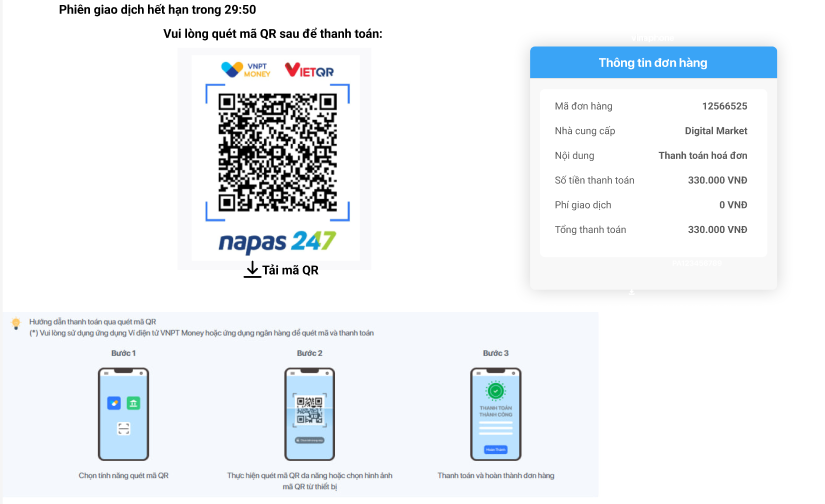 Phiên giao dịch hết hạn trong 29:50
Vui lòng quét mã QR sau để thanh toán:
VNPT
MONEY
VIETQR
napas 247
Tải mã QR
Thông tin đơn hàng
Mã đơn hàng 12566525
Nhà cung cấp Digital Market
Nội dung Thanh toán hoá đơn
Số tiền thanh toán 330.000 VNĐ
Phí giao dịch 0 VNĐ
Tổng thanh toán 330.000 VNĐ
Hướng dẫn thanh toán qua quét mã QR
(*) Vui lòng sử dụng ứng dụng Ví điện tử VNPT Money hoặc ứng dụng ngân hàng để quét mã và thanh toán
Bước 1
Bước 2
Bước 3
THANH TOÁN
THÀNH CÔNG
Chọn tính năng quét mã QR
Thực hiện quét mã QR đa năng hoặc chọn hình ảnh
mã QR từ thiết bị
Thanh toán và hoàn thành đơn hàng